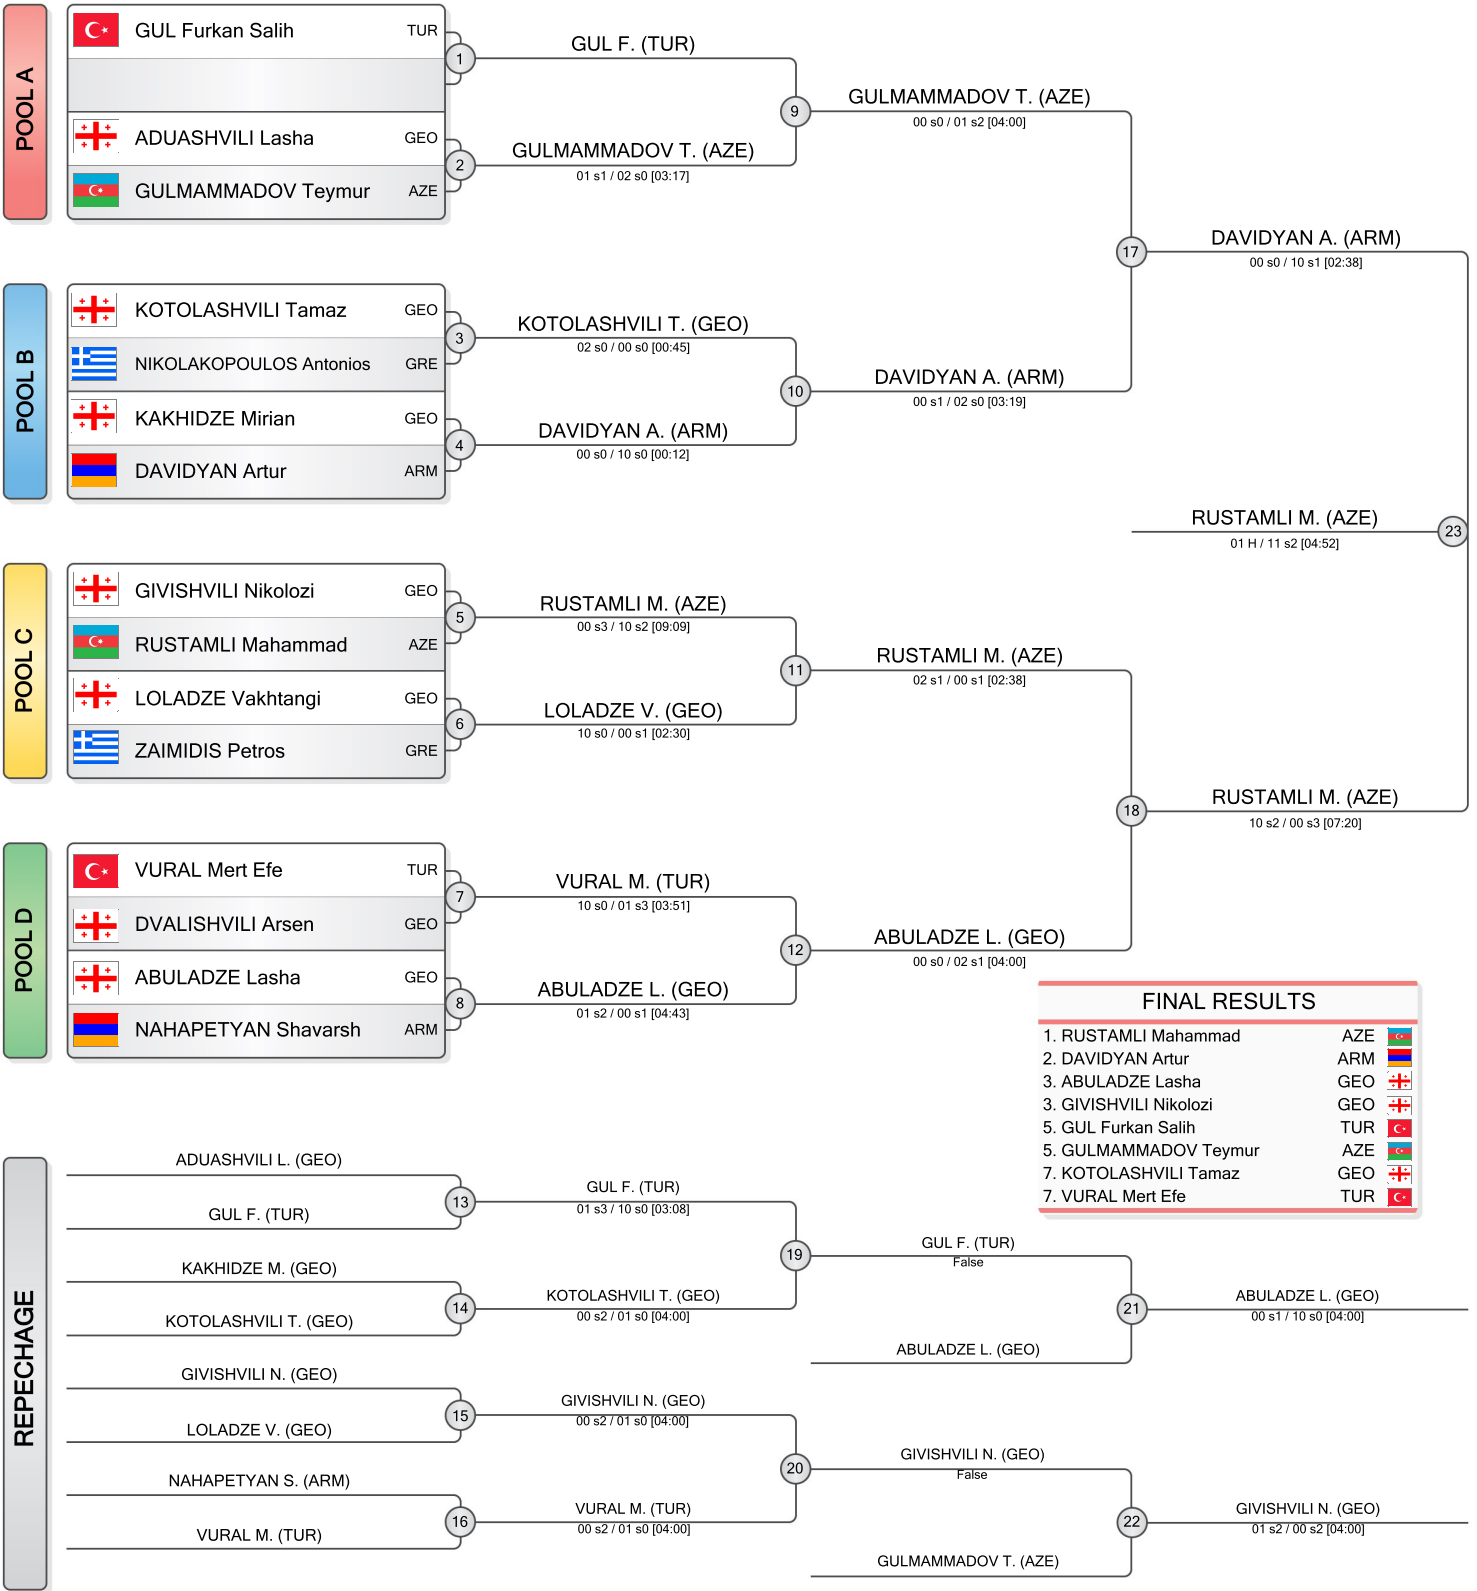 POOL A
GUL Furkan Salih TUR
ADUASHVILI Lasha GEO
GULMAMMADOV Teymur AZE
1
GUL F. (TUR)
2
GULMAMMADOV T. (AZE)
01 s1 / 02 s0 [03:17]
9
GULMAMMADOV T. (AZE)
00 s0 / 01 s2 [04:00]
POOL B
KOTOLASHVILI Tamaz GEO
NIKOLAKOPOULOS Antonios GRE
KAKHIDZE Mirian GEO
DAVIDYAN Artur ARM
3
KOTOLASHVILI T. (GEO)
02 s0 / 00 s0 [00:45]
4
DAVIDYAN A. (ARM)
00 s0 / 10 s0 [00:12]
10
DAVIDYAN A. (ARM)
00 s1 / 02 s0 [03:19]
17
DAVIDYAN A. (ARM)
00 s0 / 10 s1 [02:38]
RUSTAMLI M. (AZE)
01 H / 11 s2 [04:52]
23
POOL C
GIVISHVILI Nikolozi GEO
RUSTAMLI Mahammad AZE
LOLADZE Vakhtangi GEO
ZAIMIDIS Petros GRE
5
RUSTAMLI M. (AZE)
00 s3 / 10 s2 [09:09]
6
LOLADZE V. (GEO)
10 s0 / 00 s1 [02:30]
11
RUSTAMLI M. (AZE)
02 s1 / 00 s1 [02:38]
18
RUSTAMLI M. (AZE)
10 s2 / 00 s3 [07:20]
POOL D
VURAL Mert Efe TUR
DVALISHVILI Arsen GEO
ABULADZE Lasha GEO
NAHAPETYAN Shavarsh ARM
7
VURAL M. (TUR)
10 s0 / 01 s3 [03:51]
8
ABULADZE L. (GEO)
01 s2 / 00 s1 [04:43]
12
ABULADZE L. (GEO)
00 s0 / 02 s1 [04:00]
FINAL RESULTS
1. RUSTAMLI Mahammad AZE
2. DAVIDYAN Artur ARM
3. ABULADZE Lasha GEO
3. GIVISHVILI Nikolozi GEO
5. GUL Furkan Salih TUR
5. GULMAMMADOV Teymur AZE
7. KOTOLASHVILI Tamaz GEO
7. VURAL Mert Efe TUR
REPECHAGE
ADUASHVILI L. (GEO)
GUL F. (TUR)
13
GUL F. (TUR)
01 s3 / 10 s0 [03:08]
KAKHIDZE M. (GEO)
KOTOLASHVILI T. (GEO)
14
KOTOLASHVILI T. (GEO)
00 s2 / 01 s0 [04:00]
19
GUL F. (TUR)
False
ABULADZE L. (GEO)
21
ABULADZE L. (GEO)
00 s1 / 10 s0 [04:00]
GIVISHVILI N. (GEO)
LOLADZE V. (GEO)
15
GIVISHVILI N. (GEO)
00 s2 / 01 s0 [04:00]
NAHAPETYAN S. (ARM)
VURAL M. (TUR)
16
VURAL M. (TUR)
00 s2 / 01 s0 [04:00]
20
GIVISHVILI N. (GEO)
False
GULMAMMADOV T. (AZE)
22
GIVISHVILI N. (GEO)
01 s2 / 00 s2 [04:00]